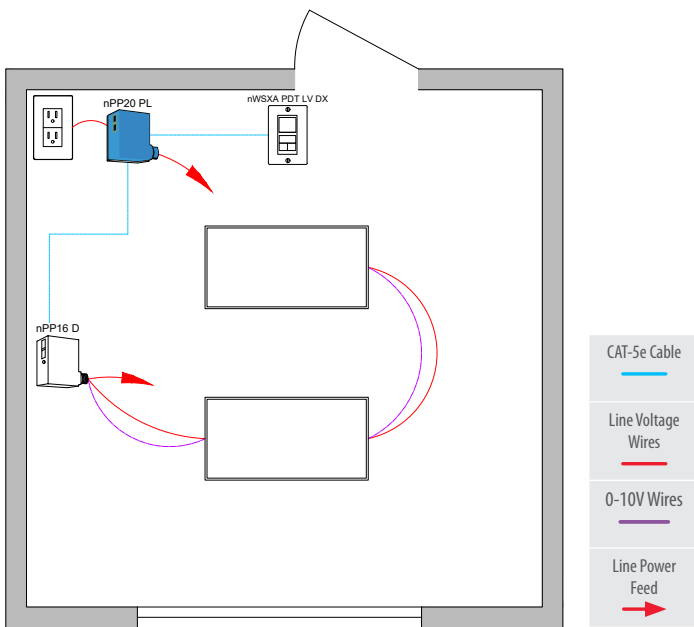 nPP20 PL
nWSXA PDT LV DX
nPP16 D
CAT-5e Cable
Line Voltage
Wires
0-10V Wires
Line Power
Feed